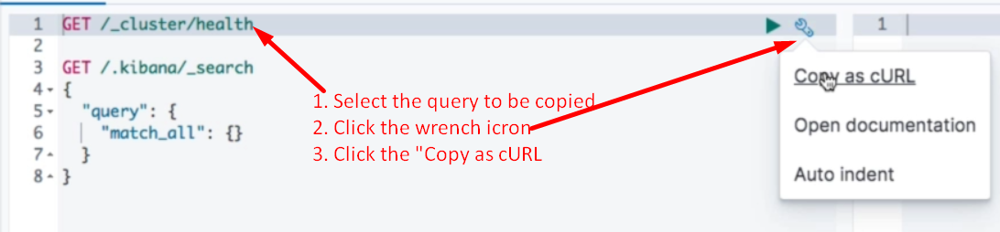 1 GET /_cluster/health
2
3 GET /.kibana/_search
4 {
5 "query": {
6 "match_all": {}
7 }
8 }
1. Select the query to be copied
2. Click the wrench icron
3. Click the "Copy as cURL
1
Copy as cURL
Open documentation
Auto indent